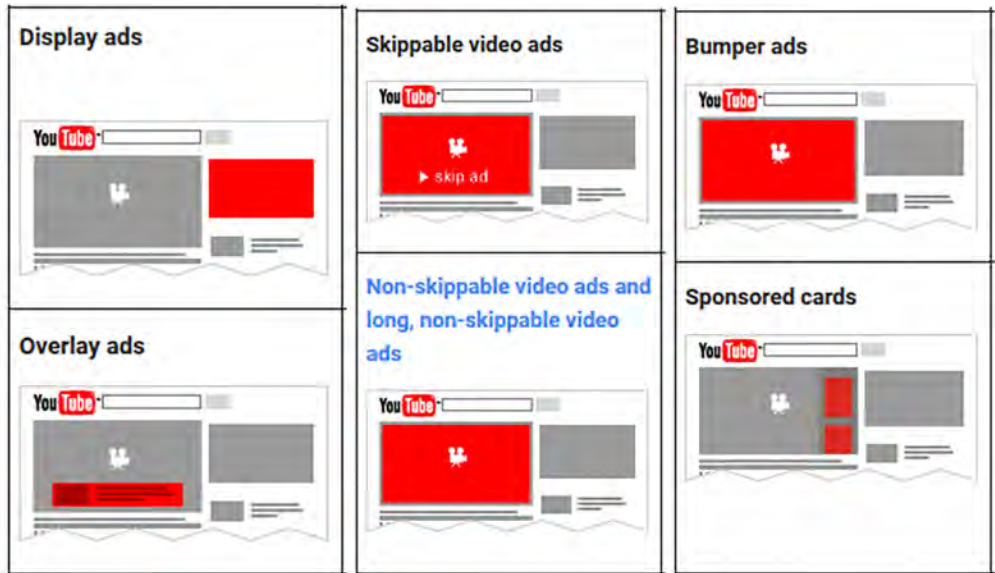 Display ads
YouTube
Overlay ads
YouTube
Skippable video ads
YouTube
skip ad
Non-skippable video ads and
long, non-skippable video
ads
YouTube
Bumper ads
YouTube
Sponsored cards
YouTube